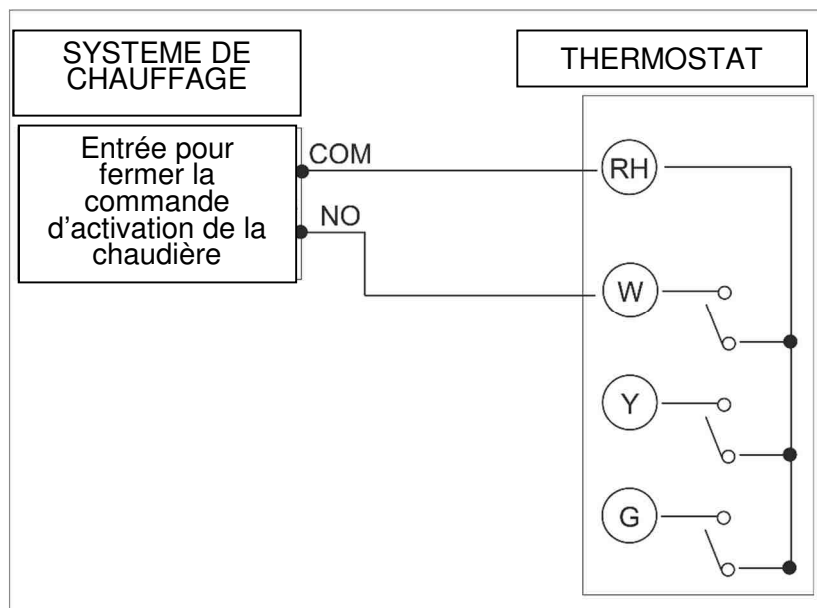 SYSTEME DE
CHAUFFAGE
THERMOSTAT
Entrée pour
fermer la
commande
d'activation de la
chaudière
COM
NO
RH
W
Y
G